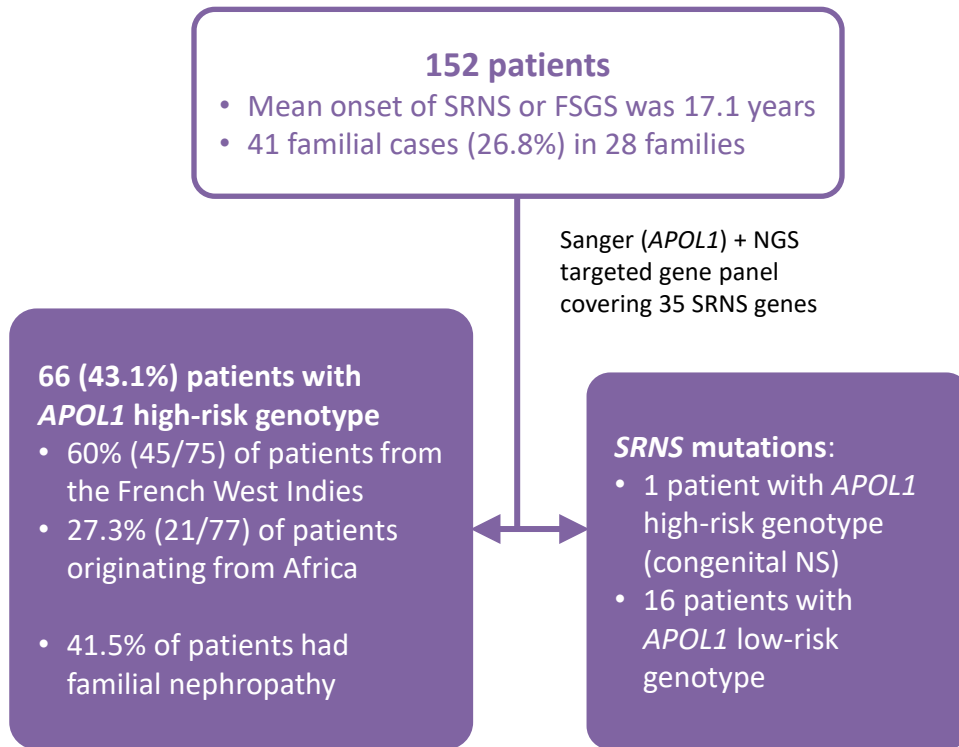 152 patients
• Mean onset of SRNS or FSGS was 17.1 years
• 41 familial cases (26.8%) in 28 families
Sanger (APOL1) + NGS
targeted gene panel
covering 35 SRNS genes
66 (43.1%) patients with
APOL1 high-risk genotype
• 60% (45/75) of patients from
the French West Indies
• 27.3% (21/77) of patients
originating from Africa
• 41.5% of patients had
familial nephropathy
SRNS mutations:
• 1 patient with APOL1
high-risk genotype
(congenital NS)
• 16 patients with
APOL1 low-risk
genotype